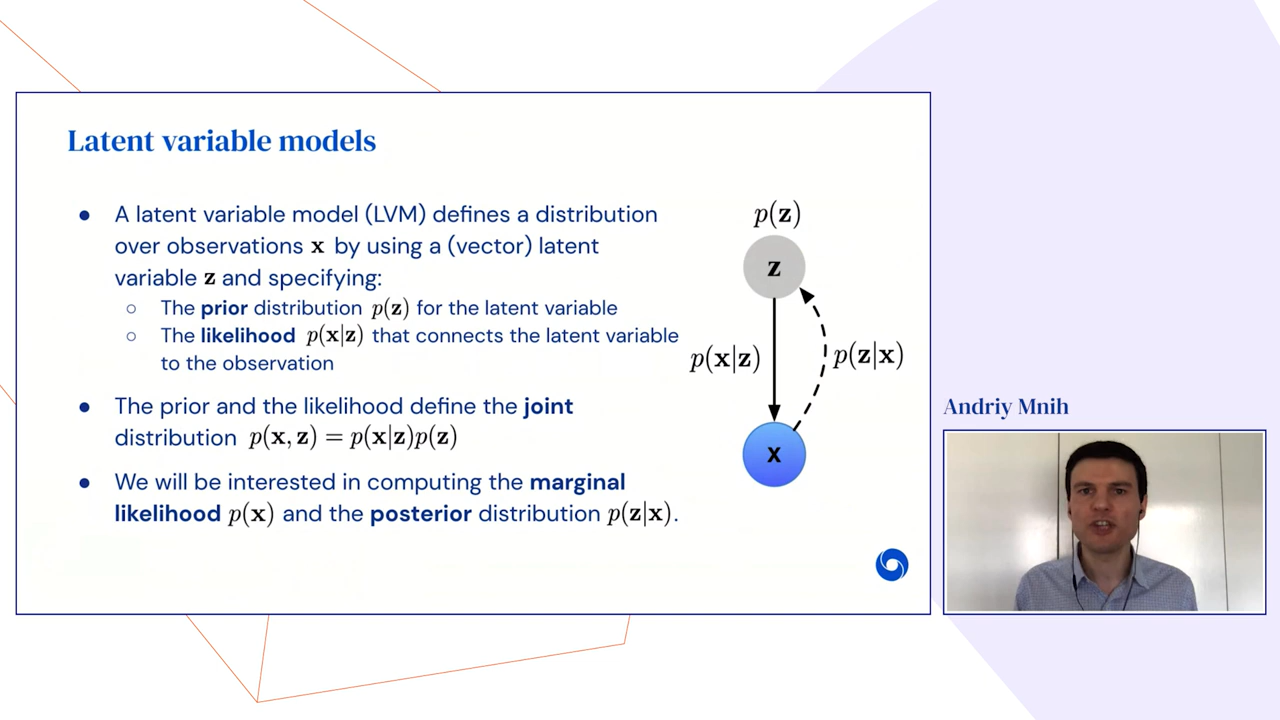 Latent variable models
● A latent variable model (LVM) defines a distribution
over observations x by using a (vector) latent
variable z and specifying:
○ The prior distribution p(z) for the latent variable
○ The likelihood p(x|z) that connects the latent variable
to the observation
● The prior and the likelihood define the joint
distribution p(x, z) = p(x|z)p(z)
● We will be interested in computing the marginal
likelihood p(x) and the posterior distribution p(z|x).
p(z)
z
p(x|z)
p(z|x)
x
Andriy Mnih